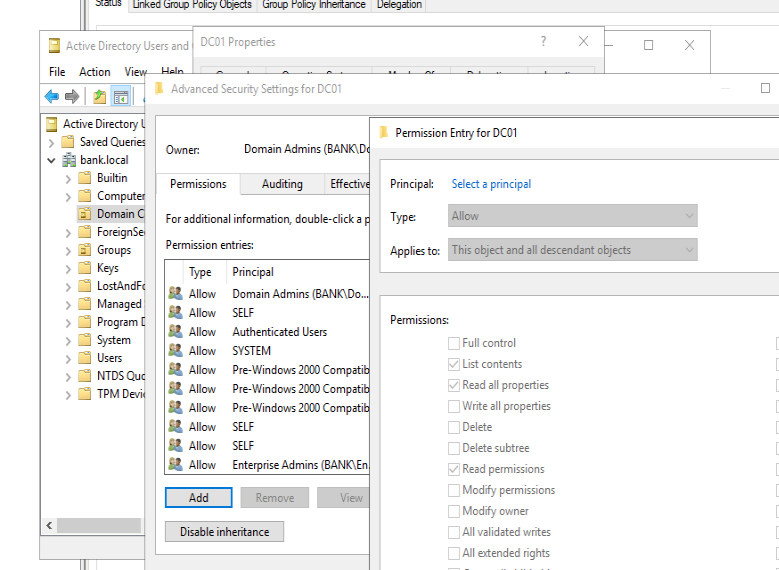 Status Linked Group Policy Objects Group Policy Inheritance Delegation
Active Directory Users and
DC01 Properties
File Action View Help
Advanced Security Settings for DC01
Active Directory U
Saved Queries
bank.local
Builtin
Computer
Domain C
ForeignSe
Groups
Keys
LostAndFo
Managed
Program D
System
Users
NTDS Quo
TPM Devic
Owner: Domain Admins (BANK\Do
Permissions Auditing Effective
For additional information, double-click a p
Permission entries:
Type Principal
Allow Domain Admins (BANK\Do...
Allow SELF
Allow Authenticated Users
Allow SYSTEM
Allow Pre-Windows 2000 Compatib
Allow Pre-Windows 2000 Compatib
Allow Pre-Windows 2000 Compatib
Allow SELF
Allow SELF
Allow Enterprise Admins (BANK\En
Add Remove View
Disable inheritance
Permission Entry for DC01
Principal: Select a principal
Type: Allow
Applies to: This object and all descendant objects
Permissions:
Full control
List contents
Read all properties
Write all properties
Delete
Delete subtree
Read permissions
Modify permissions
Modify owner
All validated writes
All extended rights